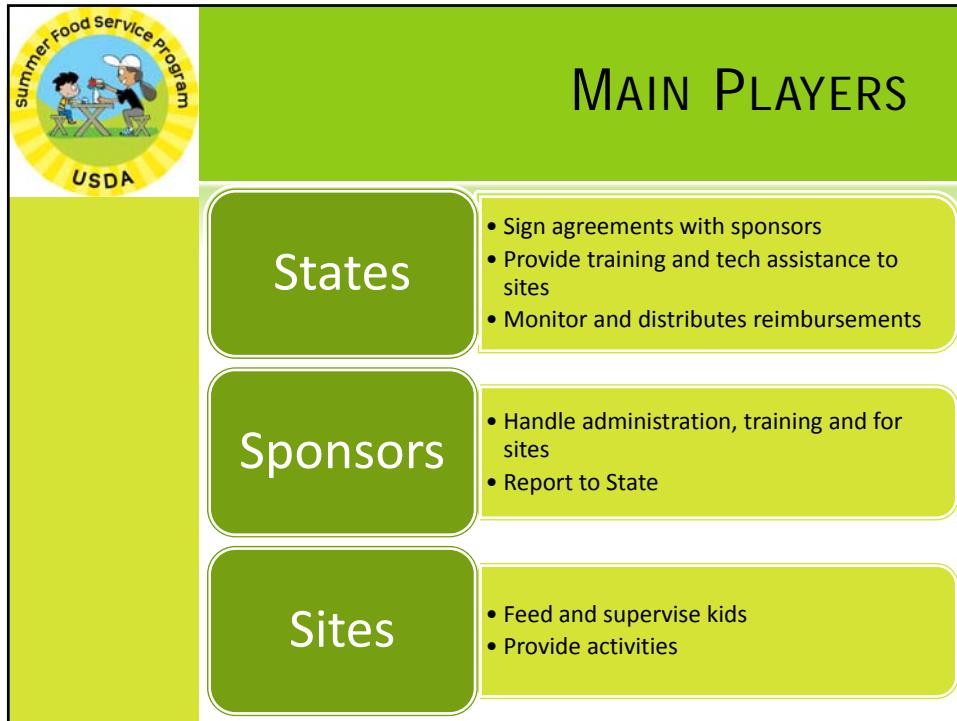 Summer Food Service Program
USDA
MAIN PLAYERS
States
• Sign agreements with sponsors
• Provide training and tech assistance to
sites
• Monitor and distributes reimbursements
Sponsors
• Handle administration, training and for
sites
• Report to State
Sites
• Feed and supervise kids
• Provide activities